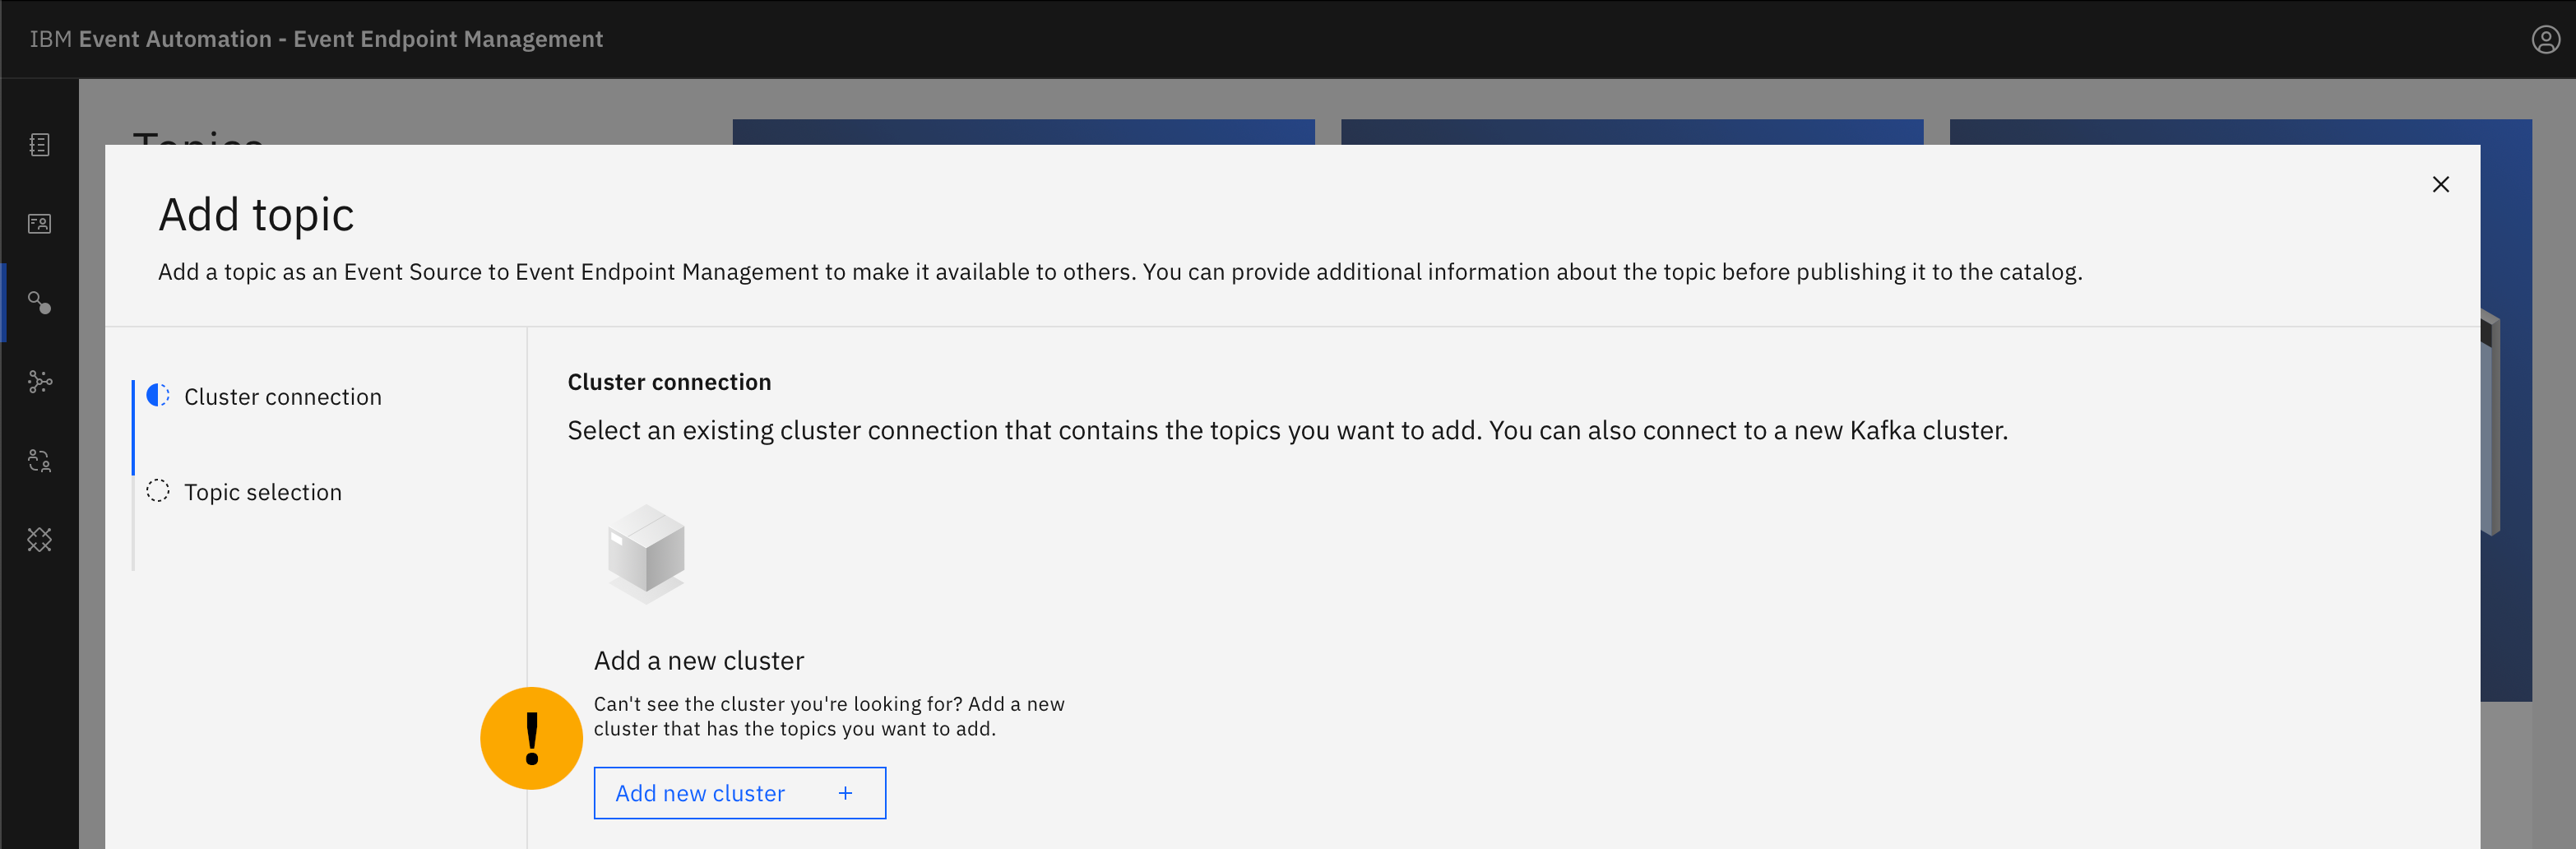 IBM Event Automation - Event Endpoint Management
Topics
Add topic
Add a topic as an Event Source to Event Endpoint Management to make it available to others. You can provide additional information about the topic before publishing it to the catalog.
Cluster connection
Topic selection
Cluster connection
Select an existing cluster connection that contains the topics you want to add. You can also connect to a new Kafka cluster.
Add a new cluster
Can't see the cluster you're looking for? Add a new
cluster that has the topics you want to add.
!
Add new cluster +